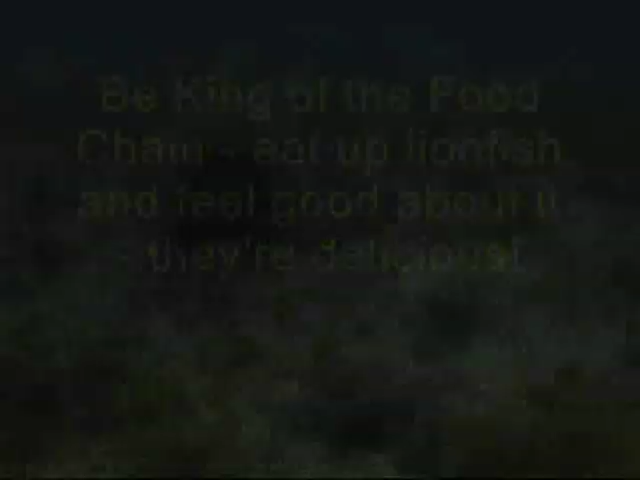 Be King of the Food
Chain - eat up lionfish
and feel good about it
- they're delicious!